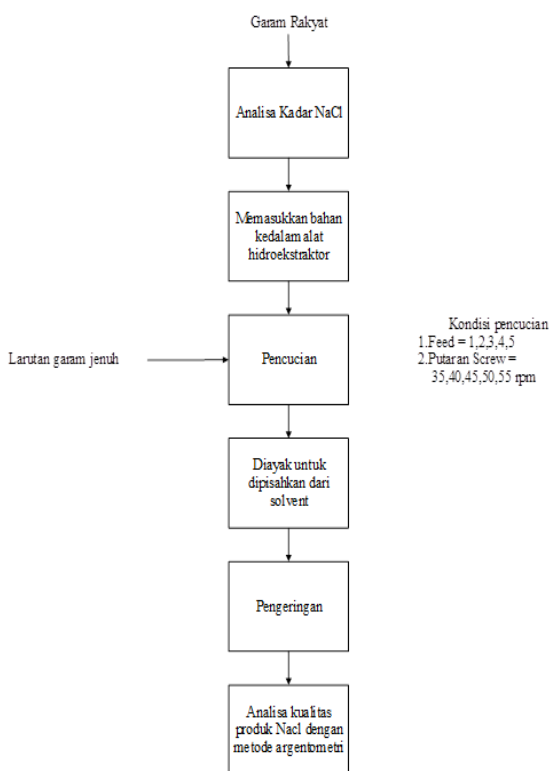 Garam Rakyat
Analisa Kadar NaCl
Memasukkan bahan
kedalam alat
hidroekstraktor
Larutan garam jenuh
Pencucian
Kondisi pencucian
1.Feed = 1,2,3,4,5
2.Putaran Screw =
35,40,45,50,55 rpm
Diayak untuk
dipisahkan dari
solvent
Pengeringan
Analisa kualitas
produk Nacl dengan
metode argentometri